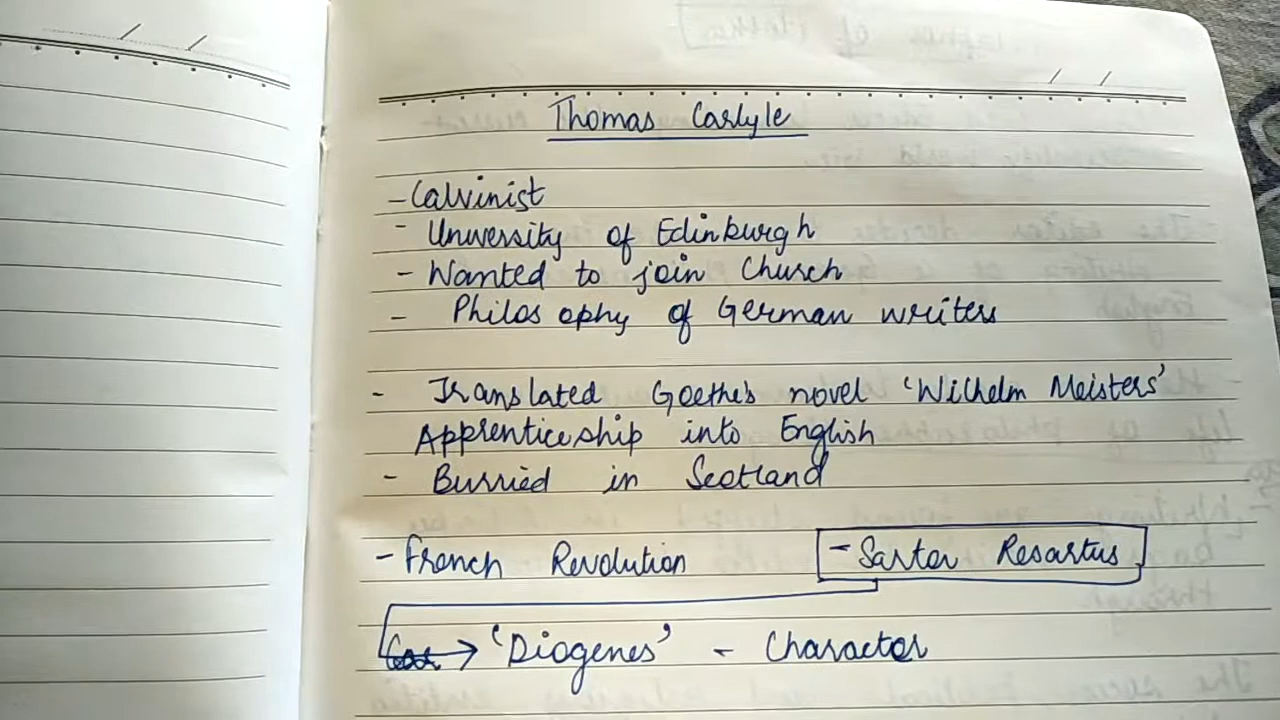 Thomas Carlyle
- Calvinist
- University of Edinburgh
- Wanted to join Church
- Philosophy of German writers
- Translated Goethe's novel 'Wilhelm Meisters'
Apprenticeship into English
- Burried in Scotland
- French Revolution
- Sartor Resartus
→ 'Diogenes' - Character